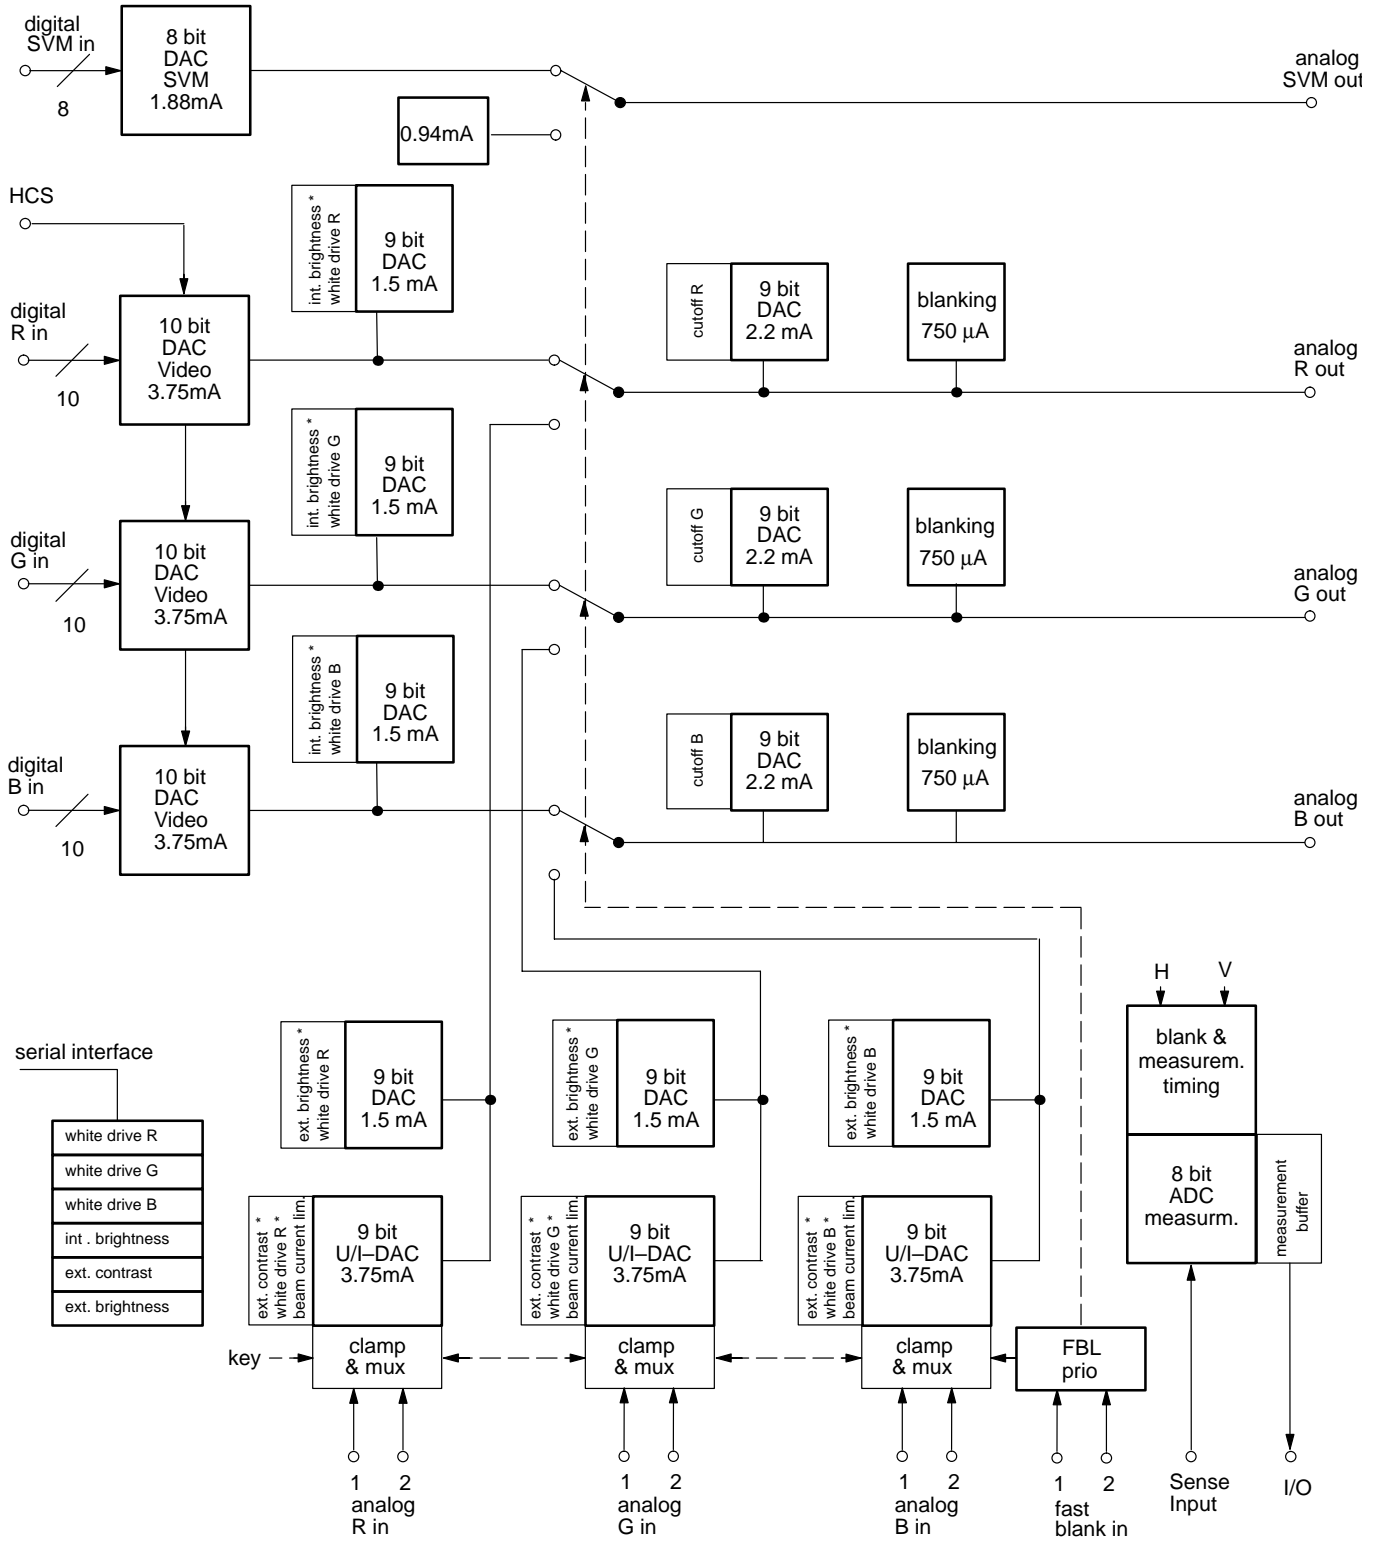 digital
SVM in
8
8 bit
DAC
SVM
1.88mA
0.94mA
analog
SVM out
HCS
int. brightness *
white drive R
9 bit
DAC
1.5 mA
digital
R in
10
10 bit
DAC
Video
3.75mA
cutoff R
9 bit
DAC
2.2 mA
blanking
750 µA
analog
R out
int. brightness *
white drive G
9 bit
DAC
1.5 mA
digital
G in
10
10 bit
DAC
Video
3.75mA
cutoff G
9 bit
DAC
2.2 mA
blanking
750 µA
analog
G out
int. brightness *
white drive B
9 bit
DAC
1.5 mA
digital
B in
10
10 bit
DAC
Video
3.75mA
cutoff B
9 bit
DAC
2.2 mA
blanking
750 µA
analog
B out
serial interface
white drive R
white drive G
white drive B
int . brightness
ext. contrast
ext. brightness
ext. brightness *
white drive R
9 bit
DAC
1.5 mA
ext. brightness *
white drive G
9 bit
DAC
1.5 mA
ext. brightness *
white drive B
9 bit
DAC
1.5 mA
H
V
blank &
measurem.
timing
8 bit
ADC
measurm.
measurement
buffer
ext. contrast *
white drive R *
beam current lim.
9 bit
U/I–DAC
3.75mA
ext. contrast *
white drive G *
beam current lim.
9 bit
U/I–DAC
3.75mA
ext. contrast *
white drive B *
beam current lim.
9 bit
U/I–DAC
3.75mA
key
clamp
& mux
clamp
& mux
clamp
& mux
FBL
prio
1
2
analog
R in
1
2
analog
G in
1
2
analog
B in
1
2
fast
blank in
Sense
Input
I/O